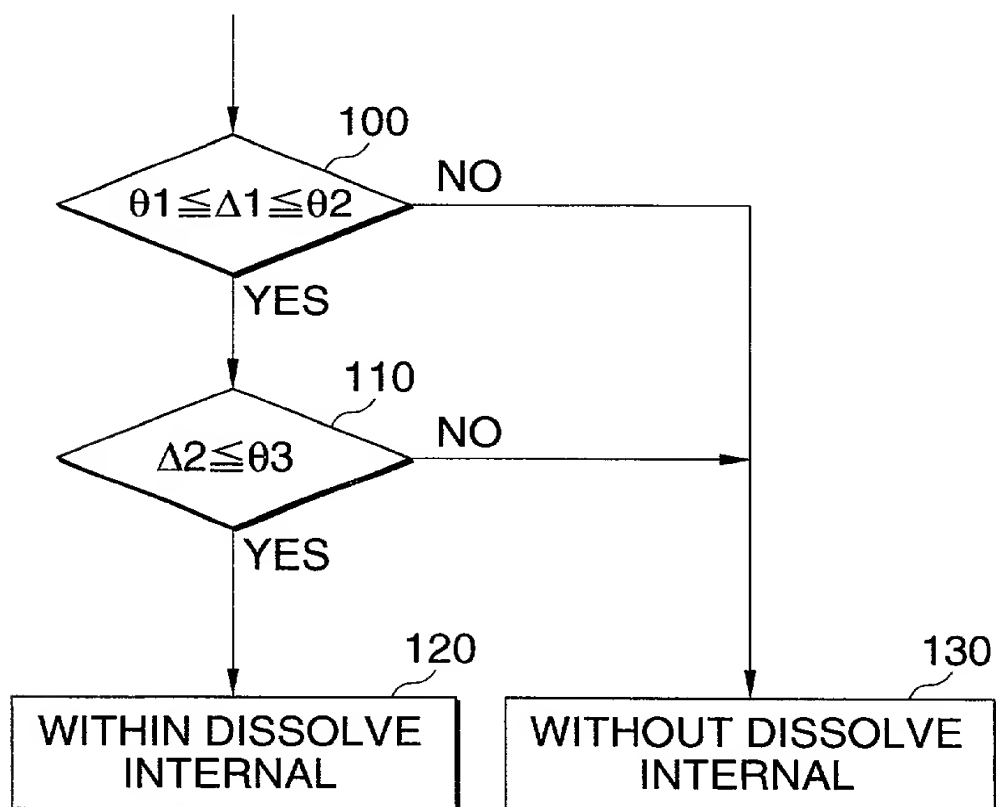 100
θ1≦Δ1≦θ2
NO
YES
110
Δ2≦θ3
NO
YES
120
WITHIN DISSOLVE
INTERNAL
130
WITHOUT DISSOLVE
INTERNAL